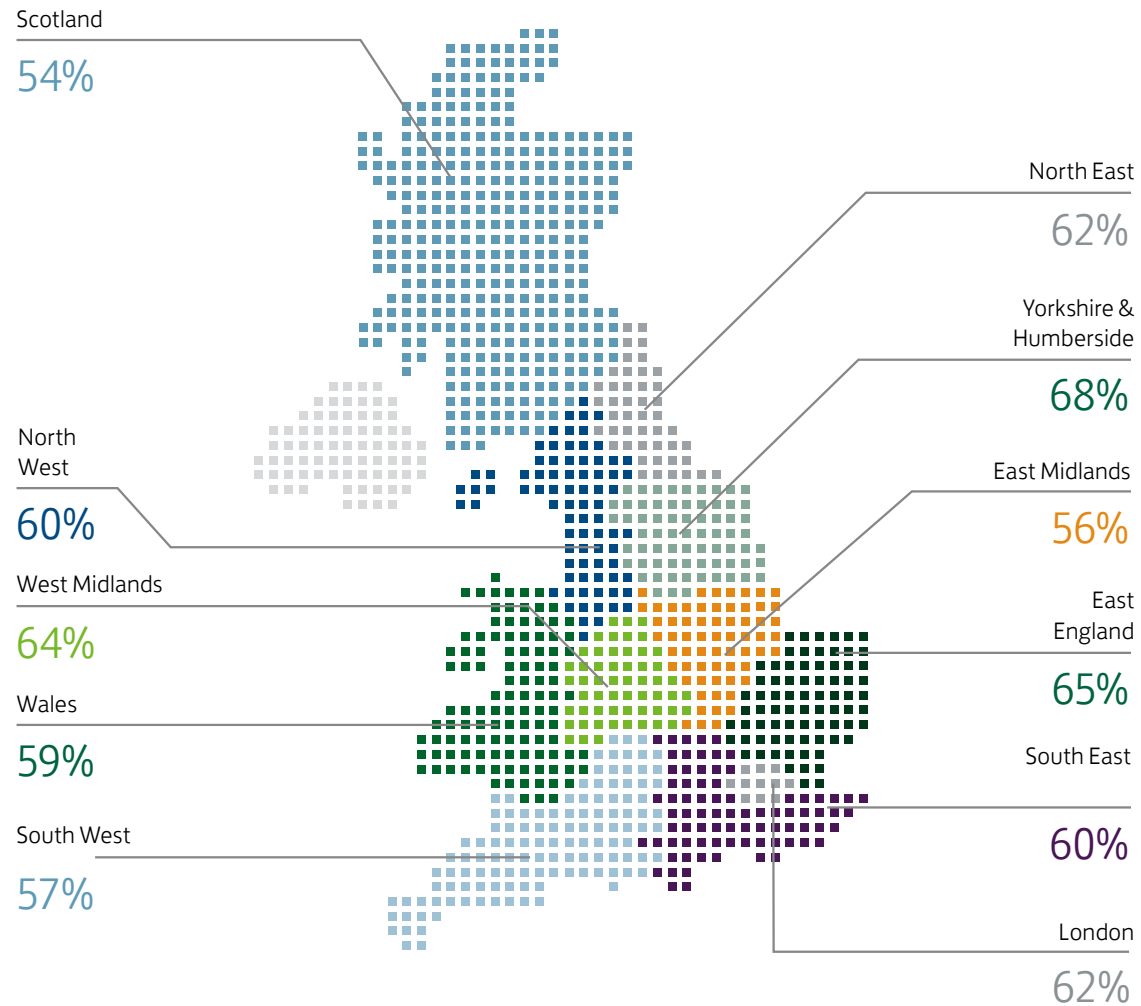 Scotland
54%
North
West
60%
West Midlands
64%
Wales
59%
South West
57%
North East
62%
Yorkshire &
Humberside
68%
East Midlands
56%
East
England
65%
South East
60%
London
62%